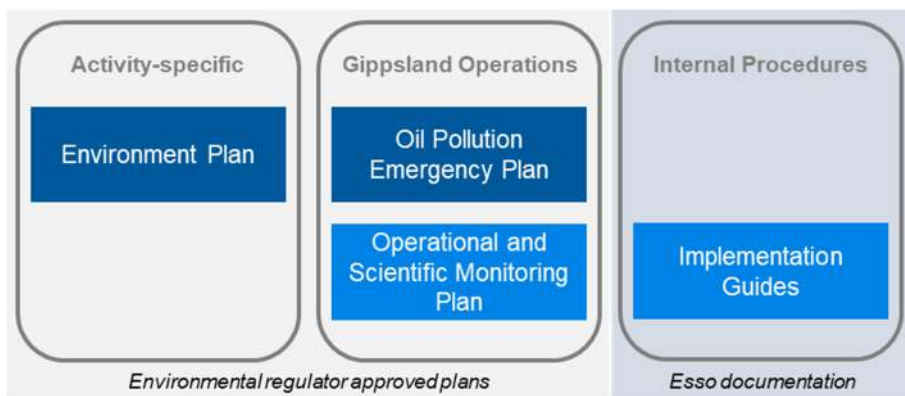 Activity-specific
Environment Plan
Gippsland Operations
Oil Pollution
Emergency Plan
Operational and
Scientific Monitoring
Plan
Internal Procedures
Implementation
Guides
Environmental regulator approved plans
Esso documentation